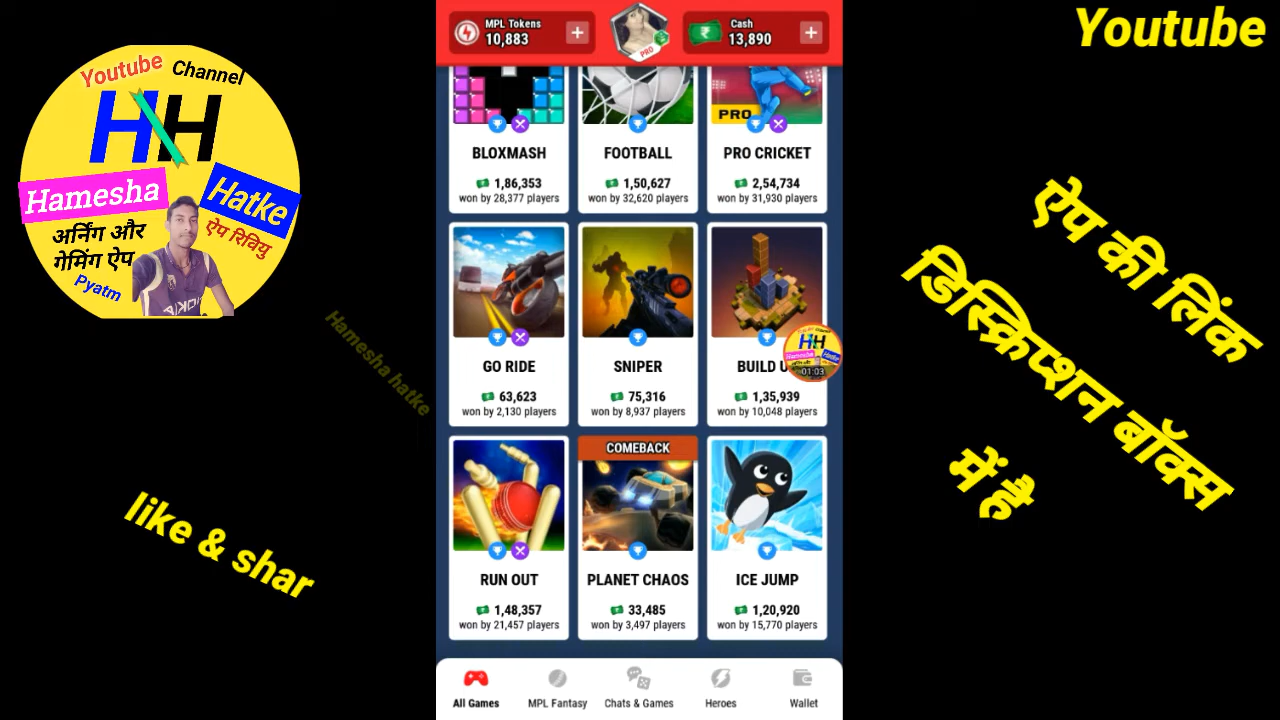 Youtube Channel
HH
Hamesha
Hatke
अर्निंग और
गेमिंग ऐप
ऐप रिवियु
Pyatm
Hamesha hatke
like & shar
MPL Tokens
10,883
PRO
Cash
13,890
PRO
BLOXMASH
1,86,353
won by 28,377 players
FOOTBALL
1,50,627
won by 32,620 players
PRO CRICKET
2,54,734
won by 31,930 players
GO RIDE
63,623
won by 2,130 players
SNIPER
75,316
won by 8,937 players
BUILD U
1,35,939
won by 10,048 players
HH
01:03
RUN OUT
1,48,357
won by 21,457 players
COMEBACK
PLANET CHAOS
33,485
won by 3,497 players
ICE JUMP
1,20,920
won by 15,770 players
All Games
MPL Fantasy
Chats & Games
Heroes
Wallet
Youtube
ऐप की लिंक
डिस्क्रिप्शन बॉक्स
में है